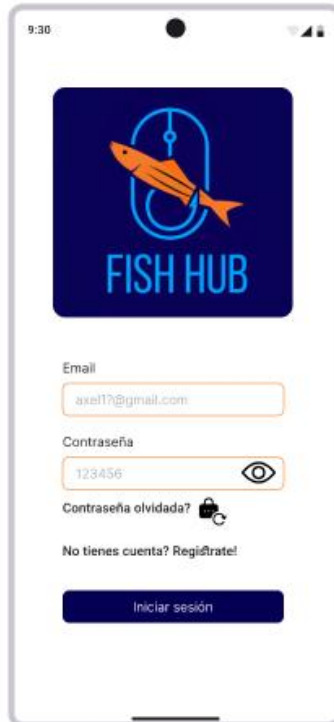 9:30
FISH HUB
Email
axel17@gmail.com
Contraseña
123456
Contraseña olvidada?
No tienes cuenta? Registrate!
Iniciar sesión